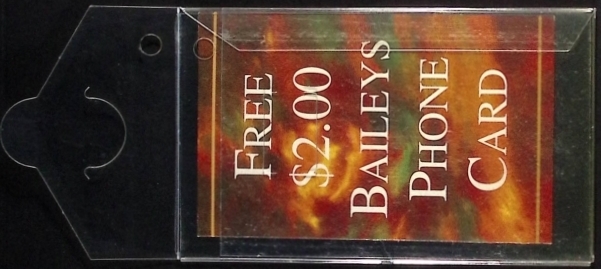 FREE
$2.00
BAILEYS
PHONE
CARD